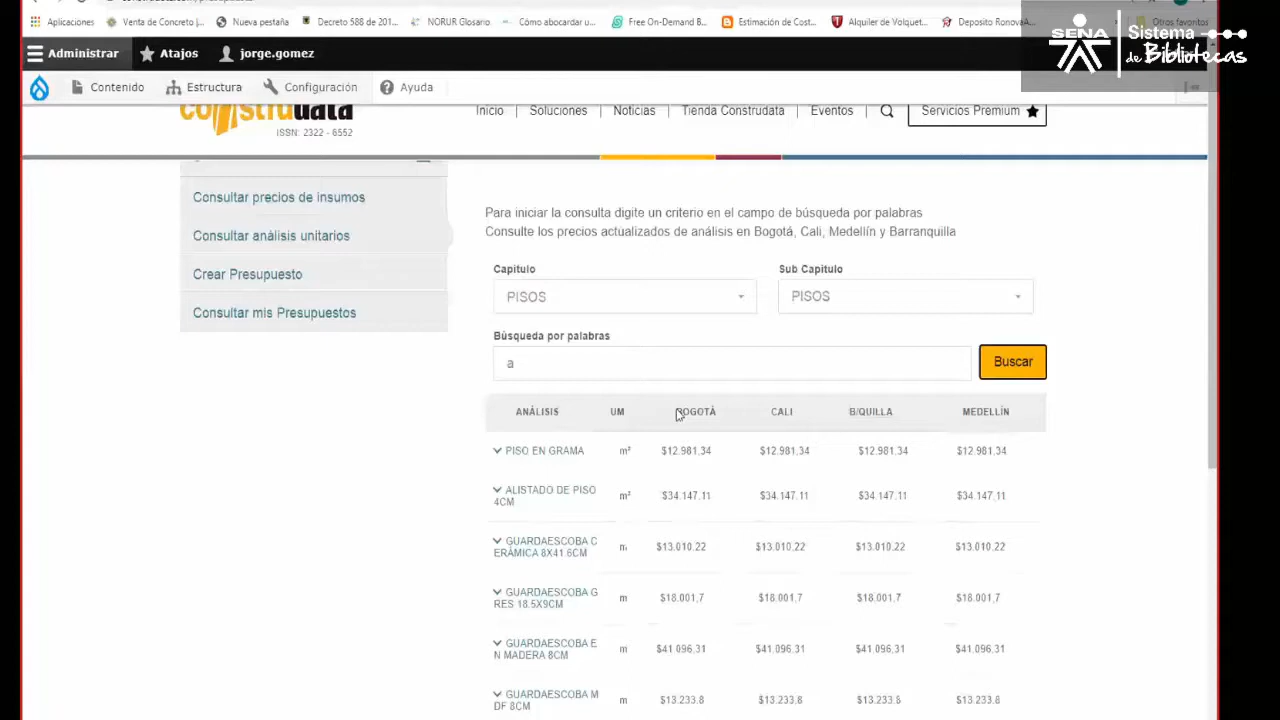 Aplicaciones Venta de Concreto |... Nueva pestaña Decreto 588 de 201... NORUR Glosario Cómo abocardar u... Free On-Demand B... Estimación de Cost... Alquiler de Volquet... Deposito RonovA... Otros favoritos
SENA Sistema de Bibliotecas
Administrar Atajos jorge.gomez
Contenido Estructura Configuración Ayuda
construdata
ISSN: 2322 - 6552
Inicio Soluciones Noticias Tienda Construdata Eventos Servicios Premium
Consultar precios de insumos
Consultar análisis unitarios
Crear Presupuesto
Consultar mis Presupuestos
Para iniciar la consulta digite un criterio en el campo de búsqueda por palabras
Consulte los precios actualizados de análisis en Bogotá, Cali, Medellín y Barranquilla
Capítulo Sub Capítulo
PISOS PISOS
Búsqueda por palabras
a Buscar
ANÁLISIS UM BOGOTÁ CALI B/QUILLA MEDELLÍN
PISO EN GRAMA m² $12.981,34 $12.981,34 $12.981,34 $12.981,34
ALISTADO DE PISO
4CM m² $34.147,11 $34.147,11 $34.147,11 $34.147,11
GUARDAESCOBA C
ERÁMICA 8X41.6CM m. $13.010,22 $13.010,22 $13.010,22 $13.010,22
GUARDAESCOBA G
RES 18.5X9CM m $18.001,7 $18.001,7 $18.001,7 $18.001,7
GUARDAESCOBA E
N MADERA 8CM m $41.096,31 $41.096,31 $41.096,31 $41.096,31
GUARDAESCOBA M
DF 8CM m $13.233,8 $13.233,8 $13.233,8 $13.233,8